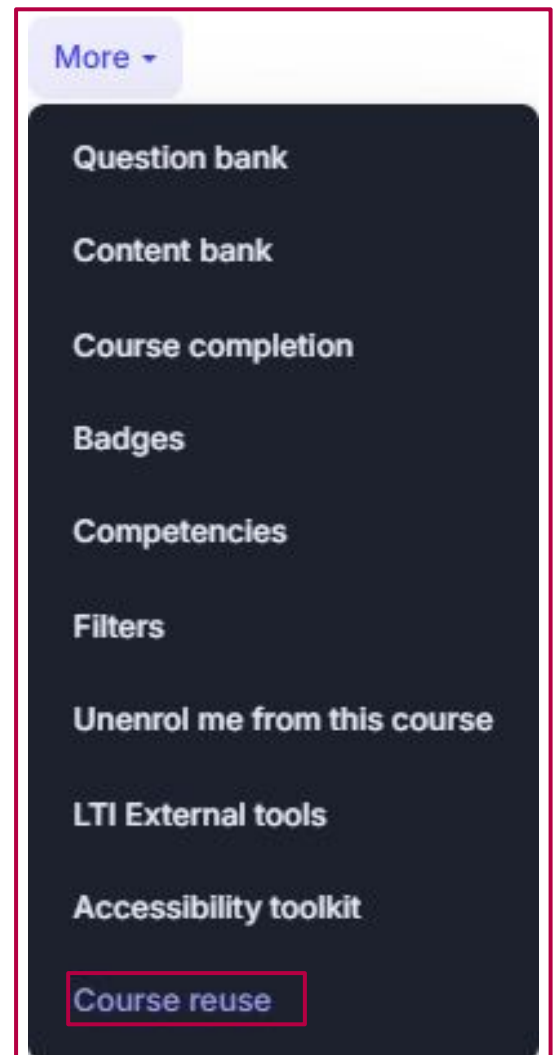 More
Question bank
Content bank
Course completion
Badges
Competencies
Filters
Unenrol me from this course
LTI External tools
Accessibility toolkit
Course reuse